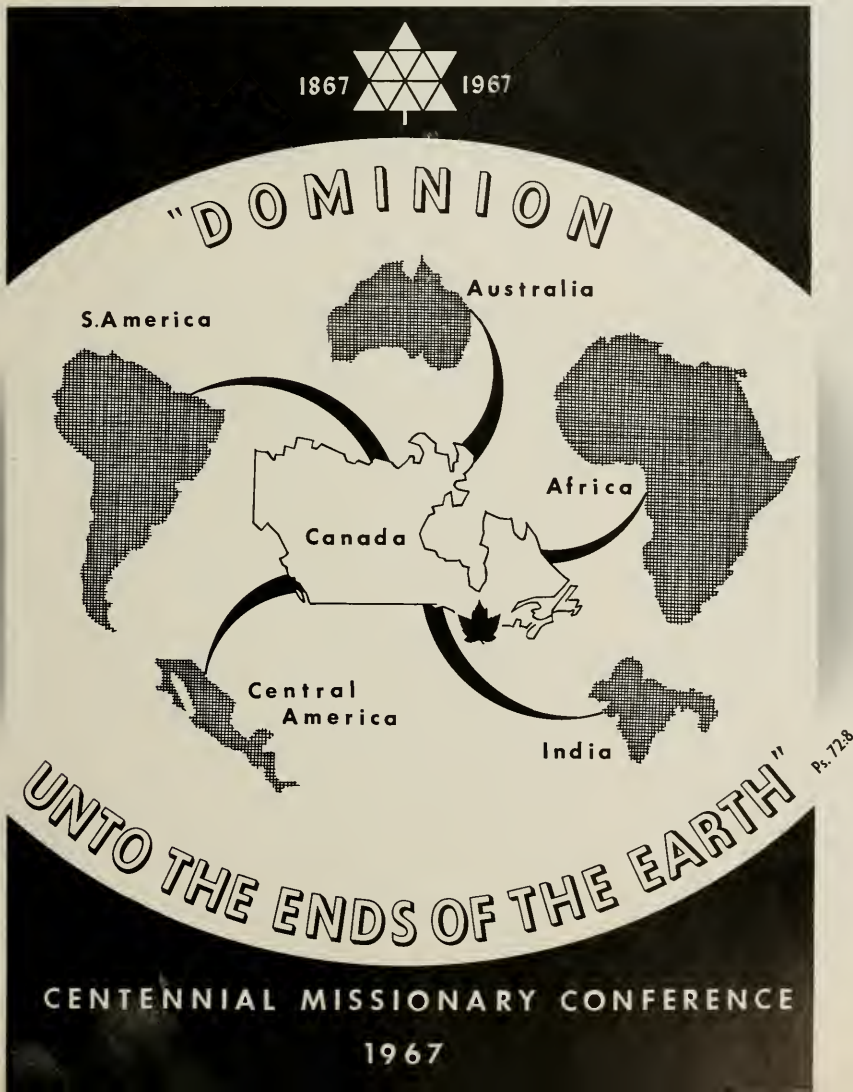 1867 1967
"DOMINION
Australia
S.America
Africa
Canada
Central
America
India
UNTO THE ENDS OF THE EARTH"
Ps. 72:8
CENTENNIAL MISSIONARY CONFERENCE
1967